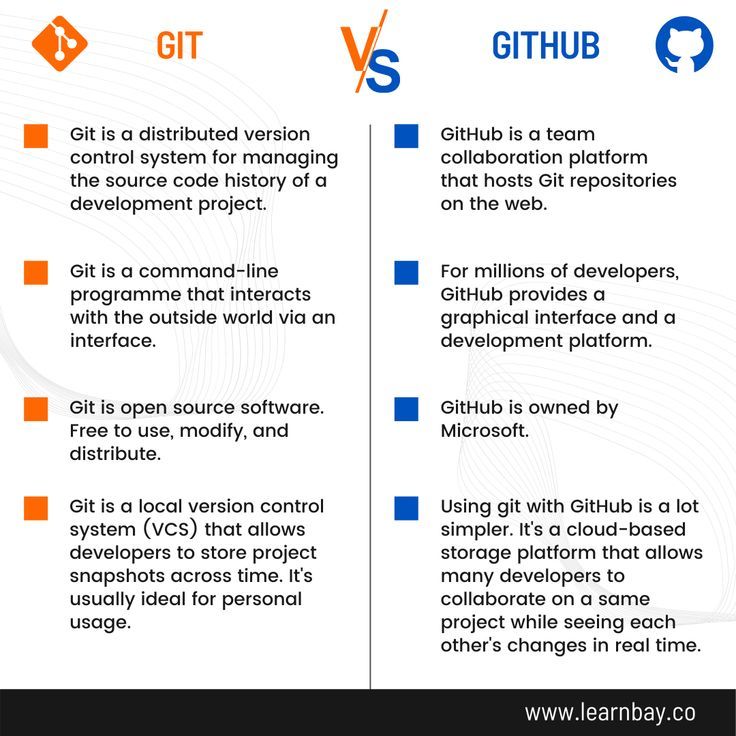 GIT
VS
GITHUB
Git is a distributed version
control system for managing
the source code history of a
development project.
Git is a command-line
programme that interacts
with the outside world via an
interface.
Git is open source software.
Free to use, modify, and
distribute.
Git is a local version control
system (VCS) that allows
developers to store project
snapshots across time. It's
usually ideal for personal
usage.
GitHub is a team
collaboration platform
that hosts Git repositories
on the web.
For millions of developers,
GitHub provides a
graphical interface and a
development platform.
GitHub is owned by
Microsoft.
Using git with GitHub is a lot
simpler. It's a cloud-based
storage platform that allows
many developers to
collaborate on a same
project while seeing each
other's changes in real time.
www.learnbay.co